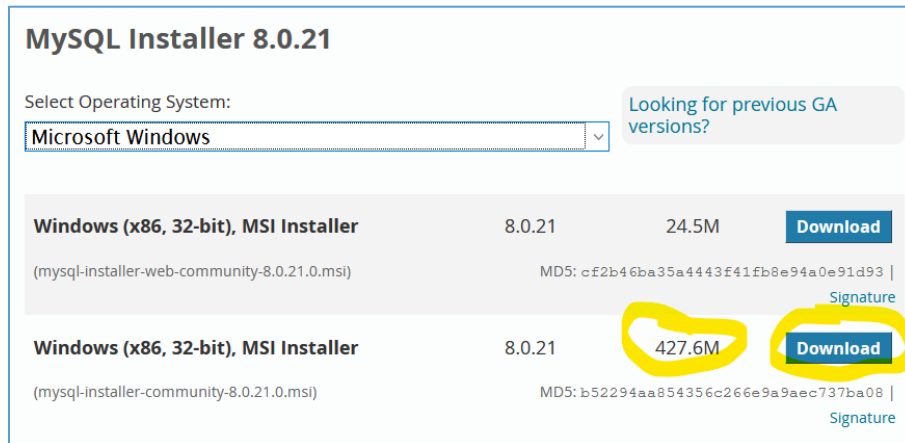 MySQL Installer 8.0.21
Select Operating System:
Looking for previous GA
versions?
Microsoft Windows
Windows (x86, 32-bit), MSI Installer 8.0.21 24.5M Download
(mysql-installer-web-community-8.0.21.0.msi) MD5: cf2b46ba35a4443f41fb8e94a0e91d93 |
Signature
Windows (x86, 32-bit), MSI Installer 8.0.21 427.6M Download
(mysql-installer-community-8.0.21.0.msi) MD5: b52294aa854356c266e9a9aec737ba08 |
Signature